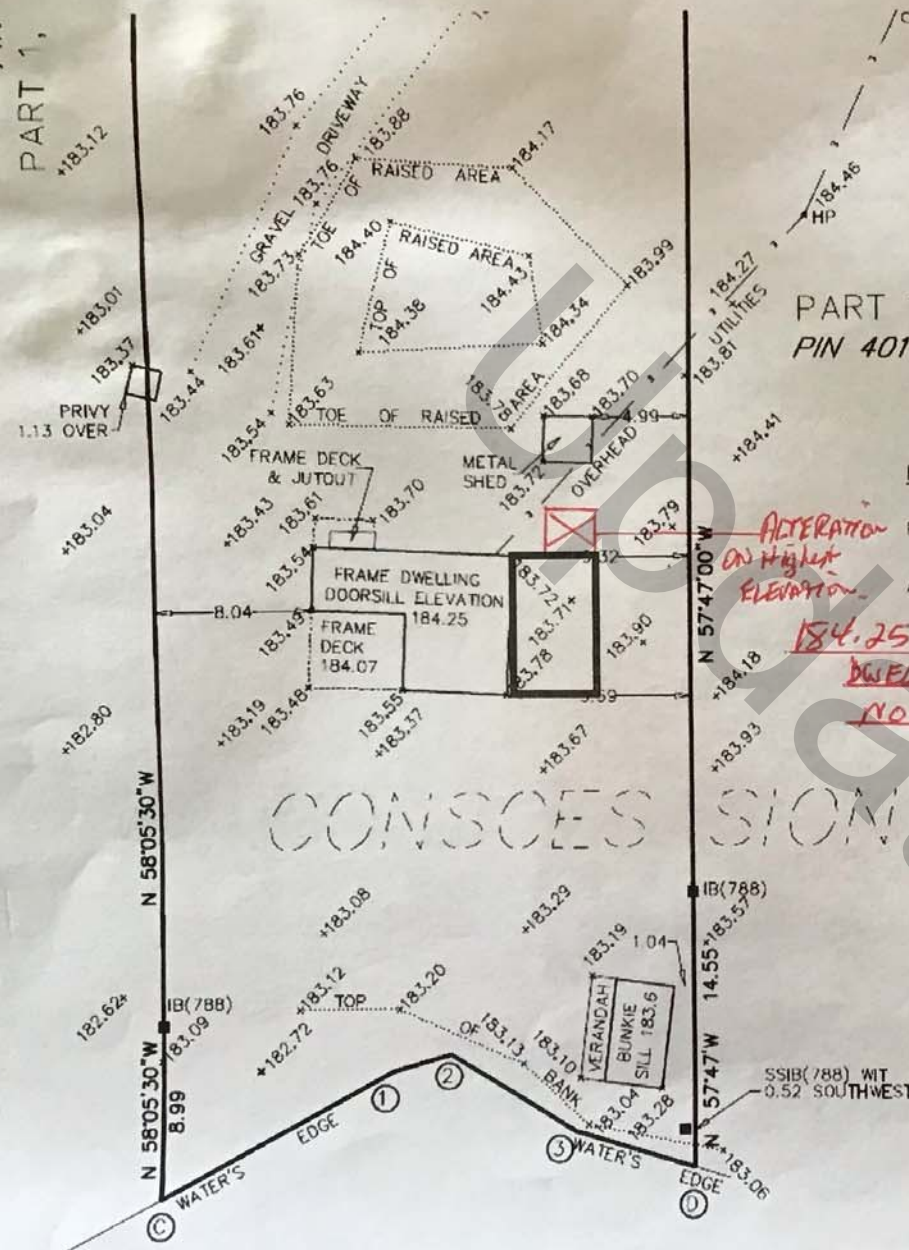 PART 1,
+183.12
183.76
DRIVEWAY
183.88
GRAVEL 183.76
TOE OF RAISED AREA
184.17
184.46
HP
183.73
184.40
TOP OF RAISED AREA
184.43
183.99
184.27
UTILITIES
PART
PIN 401
+183.01
183.37
183.61+
184.38
184.34
183.81
PRIVY
1.13 OVER
183.44
183.54
183.63
TOE OF RAISED AREA
183.68
183.70
4.99
+184.41
FRAME DECK
& JUTOUT
METAL
SHED
183.72
OVERHEAD
+183.04
+183.43
183.61
183.70
183.79
ALTERATION
ON Highest
ELEVATION.
183.54
FRAME DWELLING
DOORSILL ELEVATION
184.25
183.72
183.71+
183.90
N 57°47'00"W
184.25
NO
8.04
183.49
FRAME
DECK
184.07
183.78
+184.18
+182.80
+183.19
183.48
183.55
+183.37
+183.67
+183.93
CONSCES SION
N 58°05'30"W
IB(788)
+183.08
+183.29
183.19
1.04
14.55
+183.57
182.62+
IB(788)
183.09
+183.12
TOP OF BANK
183.20
+182.72
183.13
183.10
VERANDAH
BUNKIE
SILL 183.6
N 58°05'30"W
8.99
1
2
3
183.04
183.28
N 57°47'W
SSIB(788) WIT
0.52 SOUTHWEST
WATER'S EDGE
WATER'S EDGE
+183.06
C
D
Upda